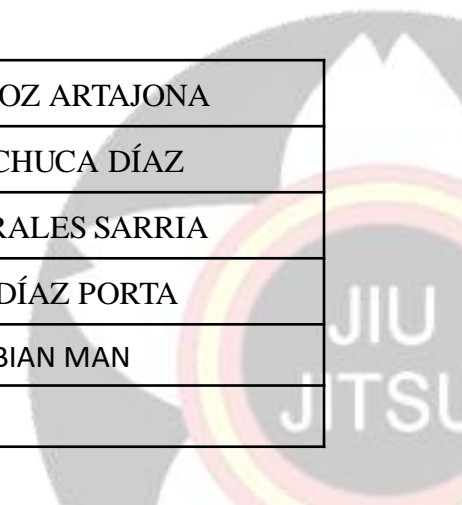 OZ ARTAJONA
CHUCA DÍAZ
RALES SARRIA
DÍAZ PORTA
BIAN MAN
JIU
JITSU